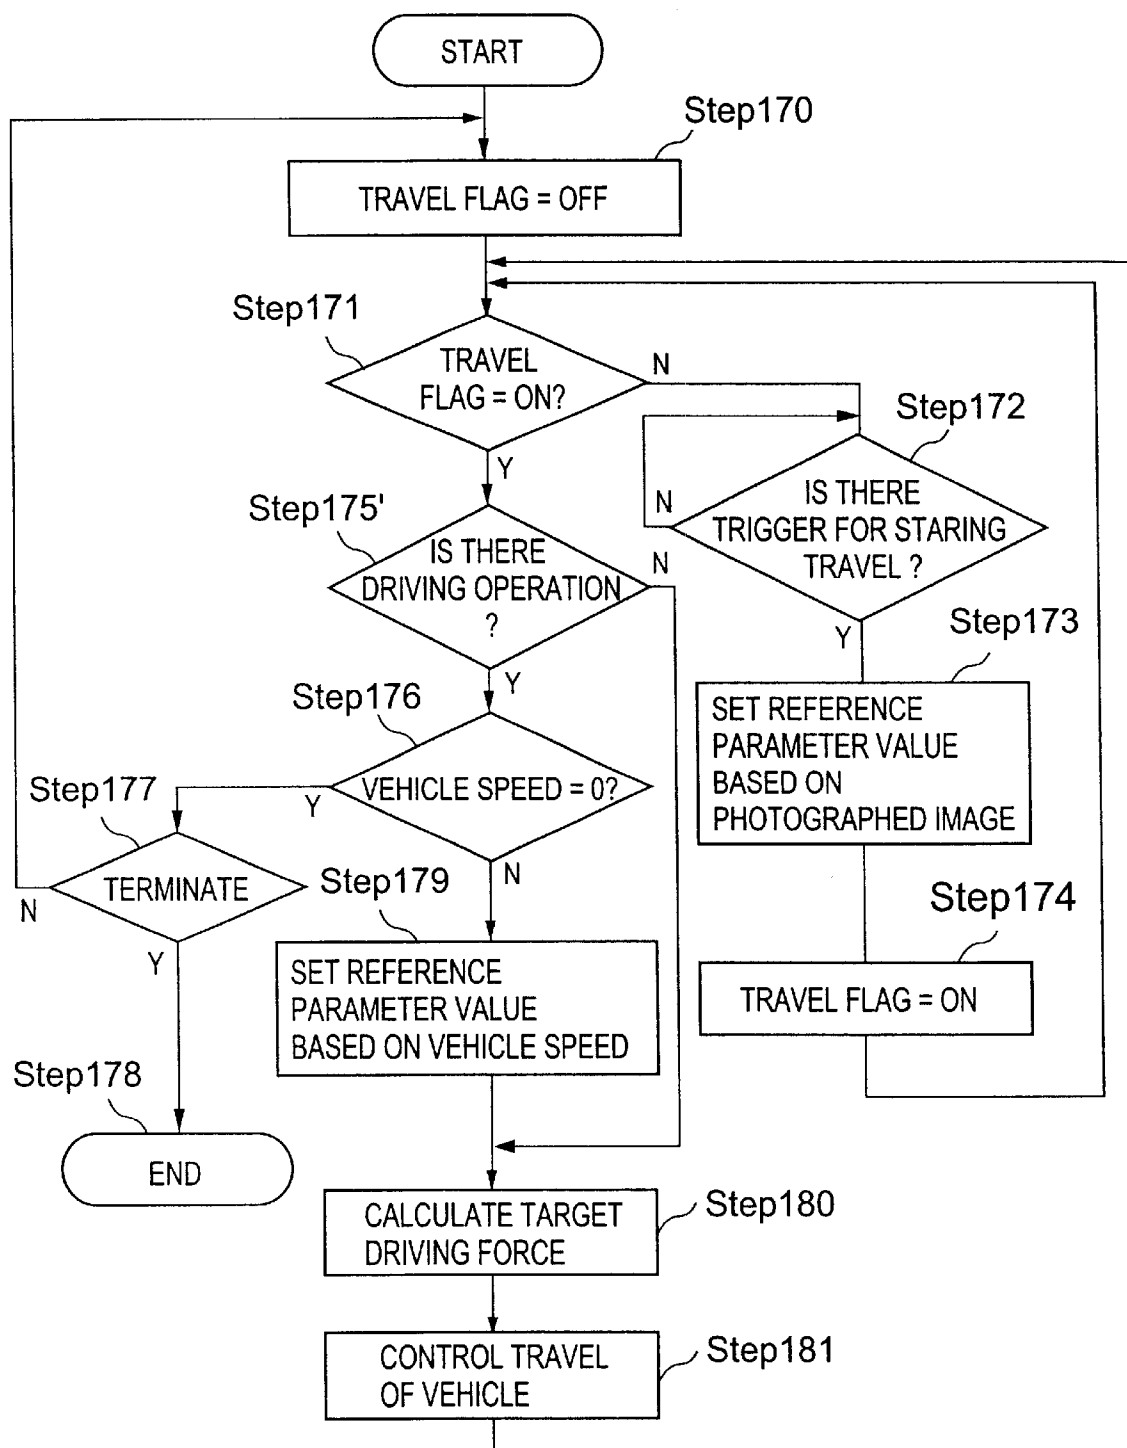 START
Step170
TRAVEL FLAG = OFF
Step171
TRAVEL
FLAG = ON?
N
Y
Step172
IS THERE
TRIGGER FOR STARING
TRAVEL ?
N
Y
Step175'
IS THERE
DRIVING OPERATION
?
N
Y
Step173
SET REFERENCE
PARAMETER VALUE
BASED ON
PHOTOGRAPHED IMAGE
Step176
VEHICLE SPEED = 0?
Y
N
Step177
TERMINATE
N
Y
Step174
TRAVEL FLAG = ON
Step179
SET REFERENCE
PARAMETER VALUE
BASED ON VEHICLE SPEED
Step178
END
Step180
CALCULATE TARGET
DRIVING FORCE
Step181
CONTROL TRAVEL
OF VEHICLE